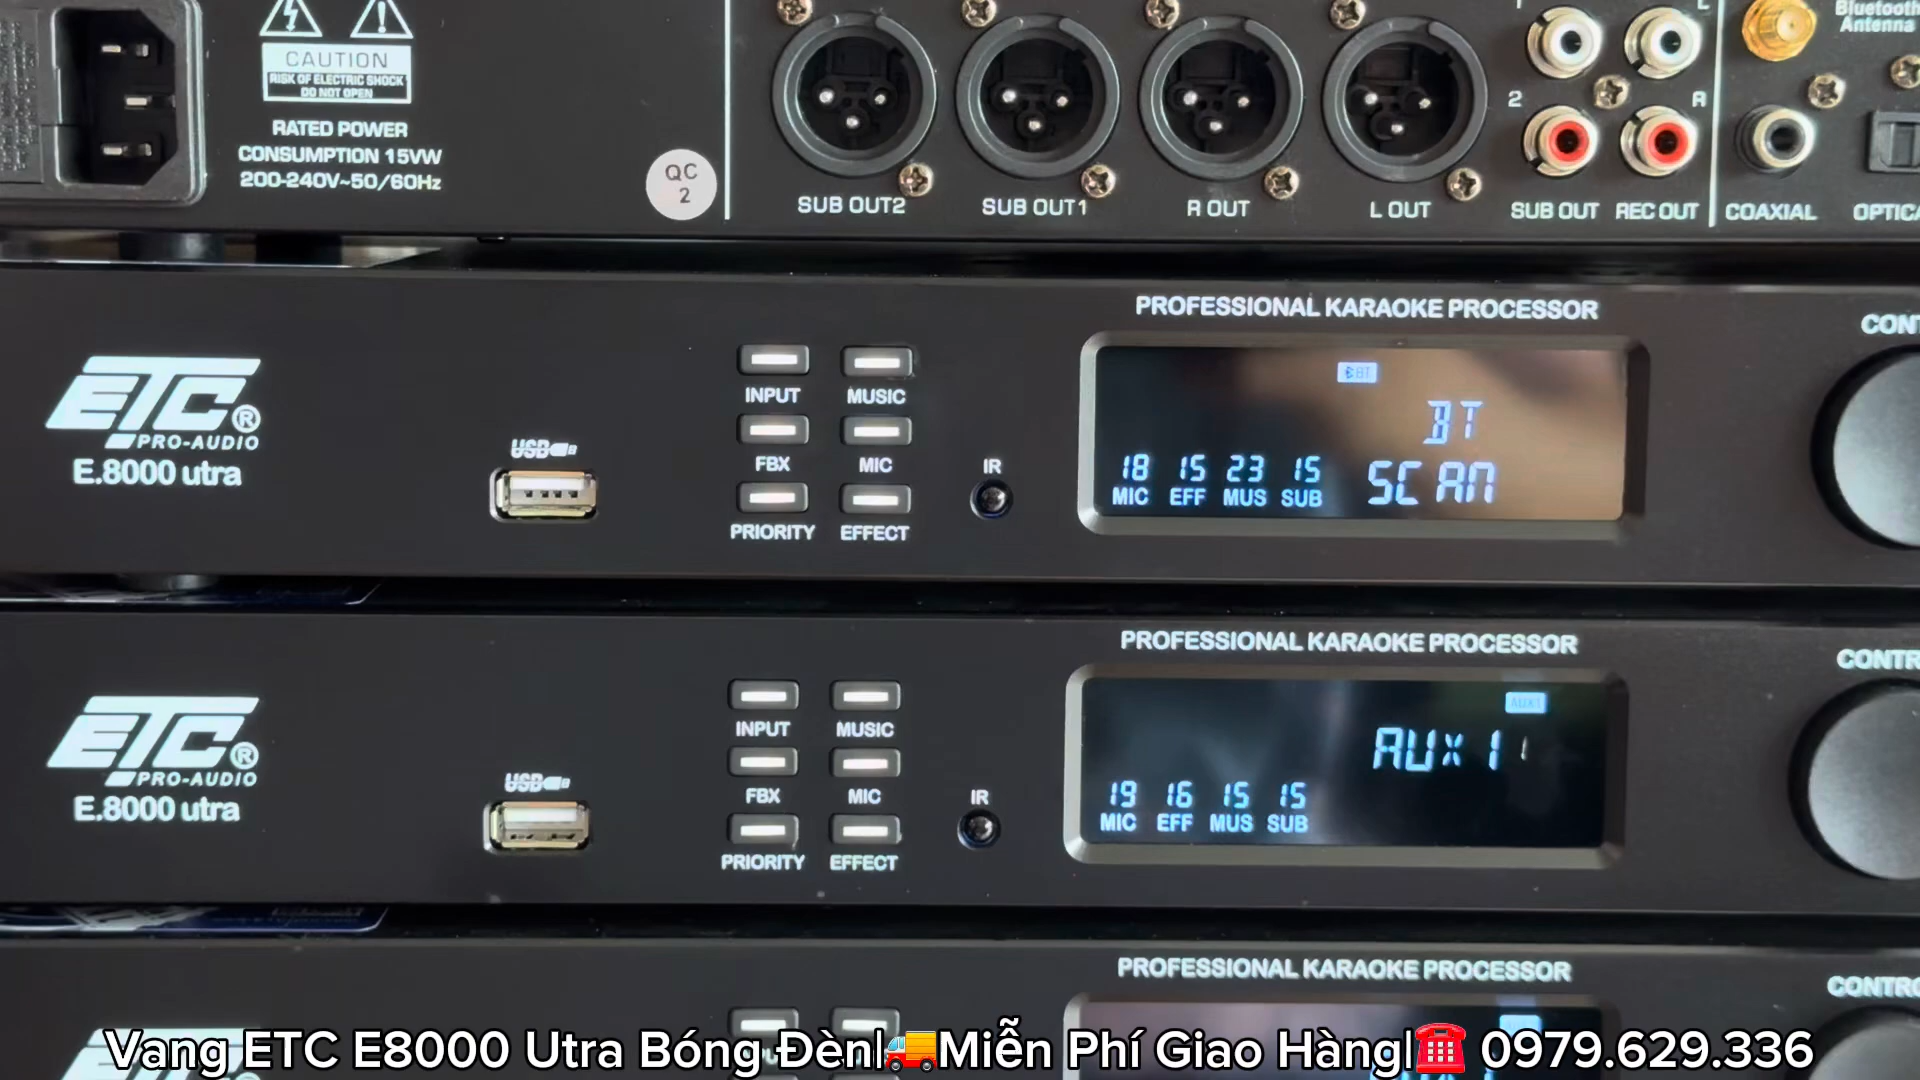 CAUTION
RISK OF ELECTRIC SHOCK
DO NOT OPEN
RATED POWER
CONSUMPTION 15VW
200-240V~50/60Hz
QC
2
SUB OUT2
SUB OUT1
R OUT
L OUT
1
L
2
R
SUB OUT
REC OUT
Bluetooth
Antenna
COAXIAL
PROFESSIONAL KARAOKE PROCESSOR
ETC®
PRO-AUDIO
E.8000 utra
USB
INPUT
MUSIC
FBX
MIC
PRIORITY
EFFECT
IR
BT
BT
18 15 23 15 SCAN
MIC EFF MUS SUB
PROFESSIONAL KARAOKE PROCESSOR
ETC®
PRO-AUDIO
E.8000 utra
USB
INPUT
MUSIC
FBX
MIC
PRIORITY
EFFECT
IR
AUX1
AUX1
19 16 15 15
MIC EFF MUS SUB
PROFESSIONAL KARAOKE PROCESSOR
Vang ETC E8000 Utra Bóng Đèn|🚚Miễn Phí Giao Hàng|☎️ 0979.629.336